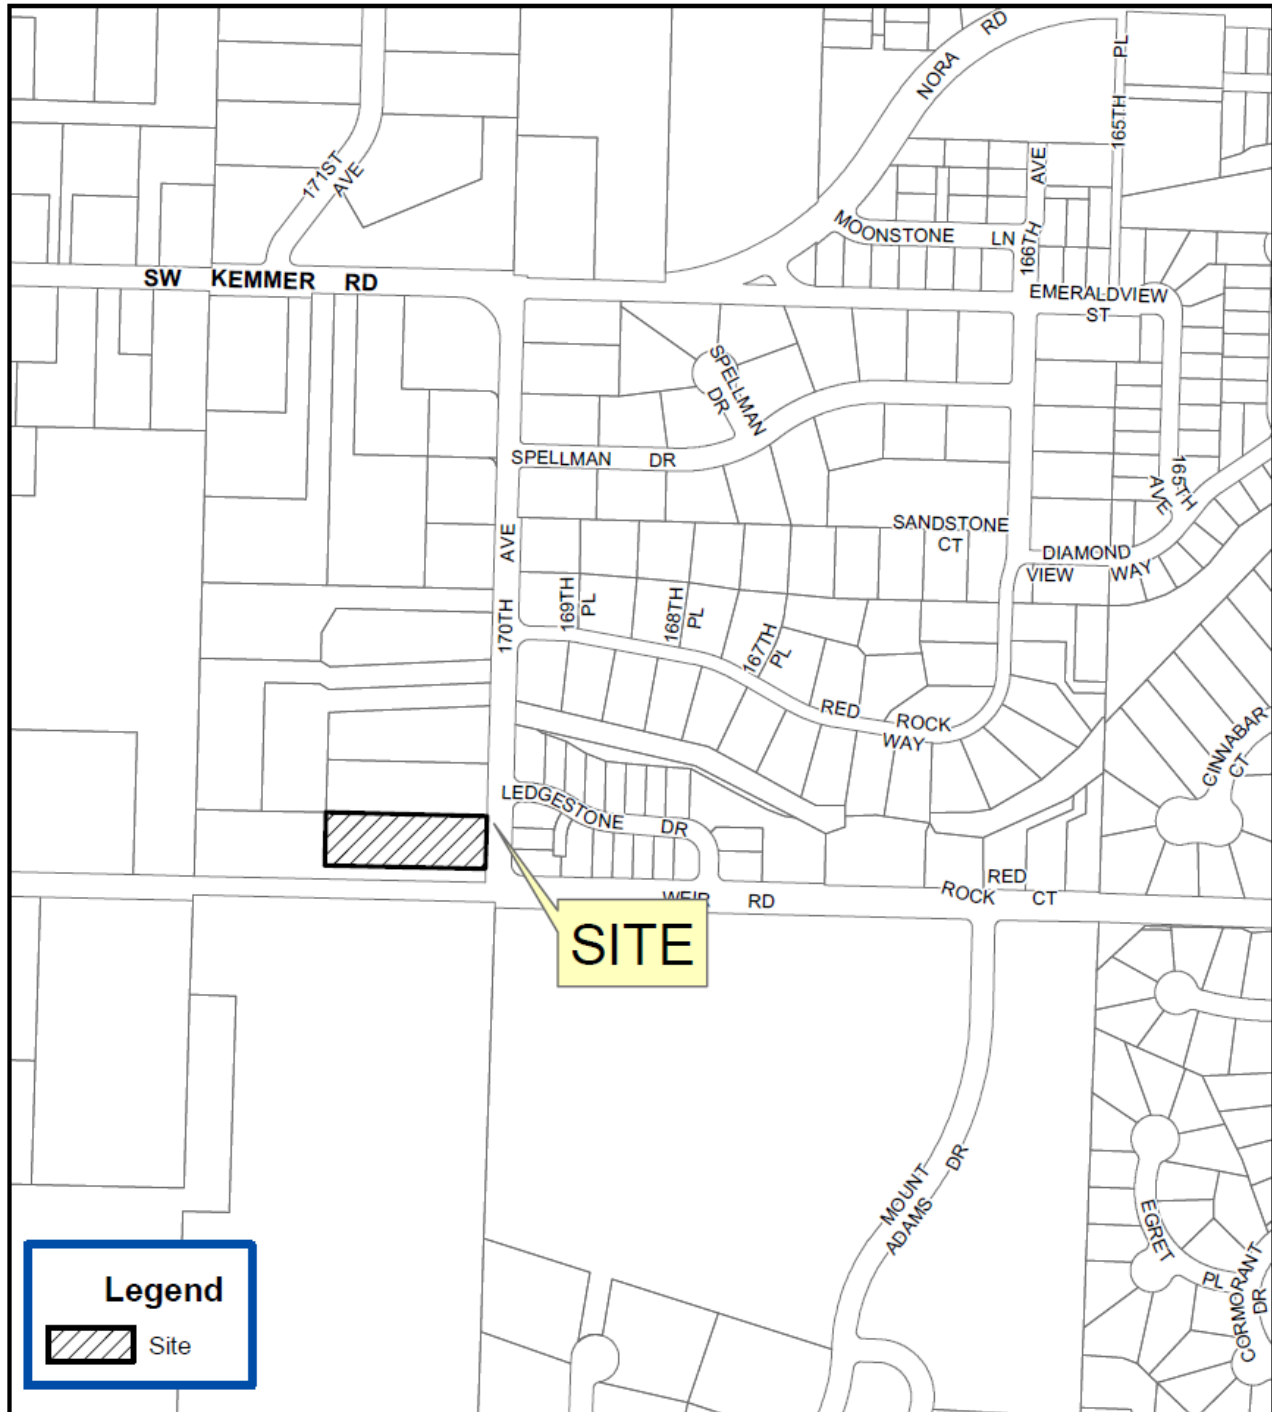 NORA RD
165TH PL
171ST
AVE
166TH AVE
MOONSTONE LN
SW KEMMER RD
EMERALDVIEW
ST
SPELLMAN
DR
SPELLMAN DR
165TH
AVE
SANDSTONE
CT
170TH AVE
DIAMOND
VIEW WAY
169TH
PL
168TH
PL
167TH
PL
RED ROCK
WAY
CINNABAR
CT
LEDGESTONE DR
RED
ROCK CT
WEIR RD
SITE
MOUNT
ADAMS DR
EGRET
PL
CORMORANT
DR
Legend
Site